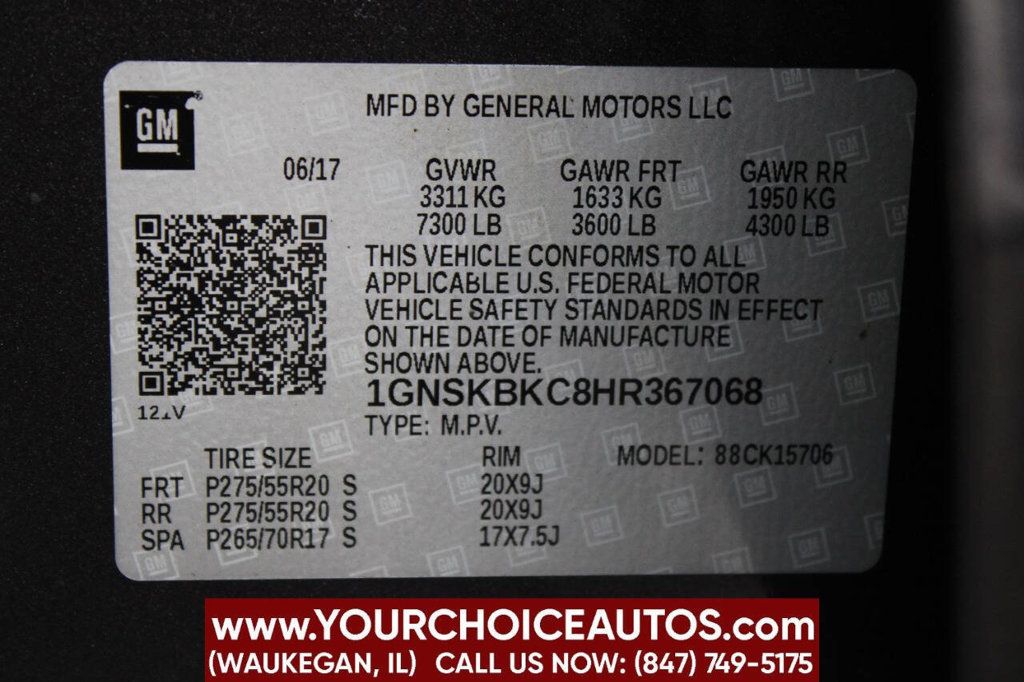 GM
MFD BY GENERAL MOTORS LLC
06/17 GVWR GAWR FRT GAWR RR
3311 KG 1633 KG 1950 KG
7300 LB 3600 LB 4300 LB
THIS VEHICLE CONFORMS TO ALL
APPLICABLE U.S. FEDERAL MOTOR
VEHICLE SAFETY STANDARDS IN EFFECT
ON THE DATE OF MANUFACTURE
SHOWN ABOVE.
1GNSKBKC8HR367068
TYPE: M.P.V.
TIRE SIZE RIM MODEL: 88CK15706
FRT P275/55R20 S 20X9J
RR P275/55R20 S 20X9J
SPA P265/70R17 S 17X7.5J
www.YOURCHOICEAUTOS.com
(WAUKEGAN, IL) CALL US NOW: (847) 749-5175